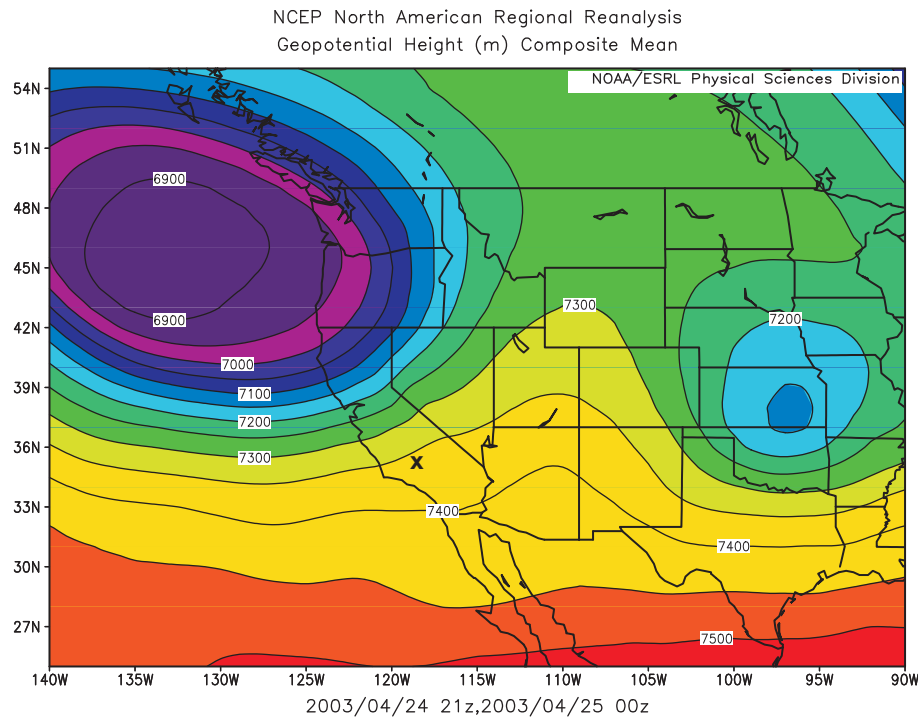 NCEP North American Regional Reanalysis
Geopotential Height (m) Composite Mean
NOAA/ESRL Physical Sciences Division
54N
51N
48N
45N
42N
39N
36N
33N
30N
27N
6900
6900
7000
7100
7200
7300
7300
7200
X
7400
7400
7500
140W 135W 130W 125W 120W 115W 110W 105W 100W 95W 90W
2003/04/24 21z,2003/04/25 00z